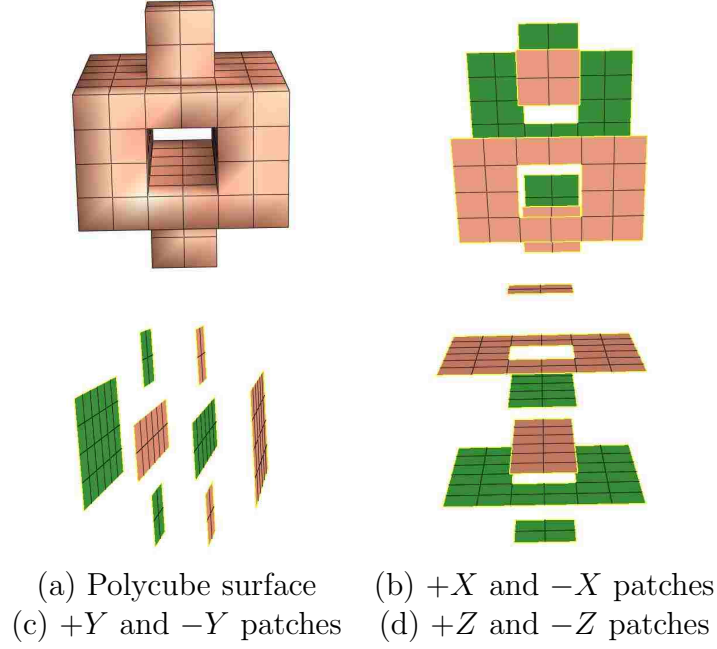 (a) Polycube surface (b) +X and −X patches
(c) +Y and −Y patches (d) +Z and −Z patches